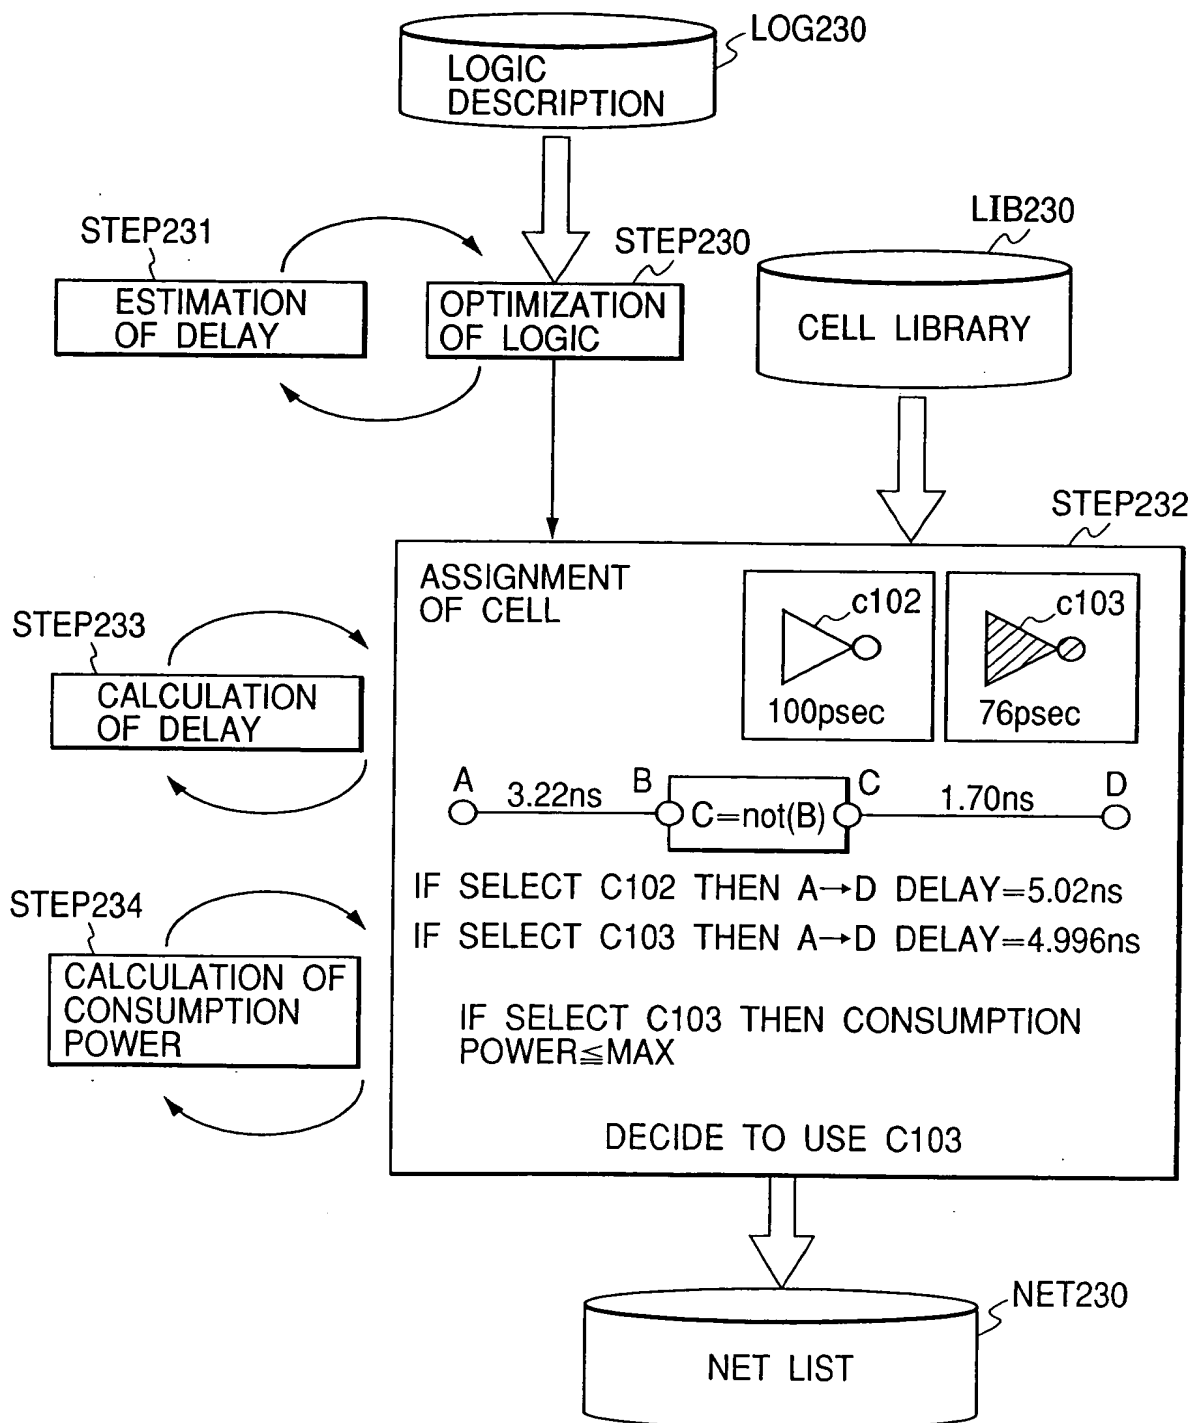 LOG230
LOGIC
DESCRIPTION
STEP231
STEP230
LIB230
ESTIMATION
OF DELAY
OPTIMIZATION
OF LOGIC
CELL LIBRARY
STEP232
ASSIGNMENT
OF CELL
c102
100psec
c103
76psec
STEP233
CALCULATION
OF DELAY
A
3.22ns
B
C=not(B)
C
1.70ns
D
IF SELECT C102 THEN A→D DELAY=5.02ns
IF SELECT C103 THEN A→D DELAY=4.996ns
STEP234
CALCULATION OF
CONSUMPTION
POWER
IF SELECT C103 THEN CONSUMPTION
POWER≦MAX
DECIDE TO USE C103
NET230
NET LIST